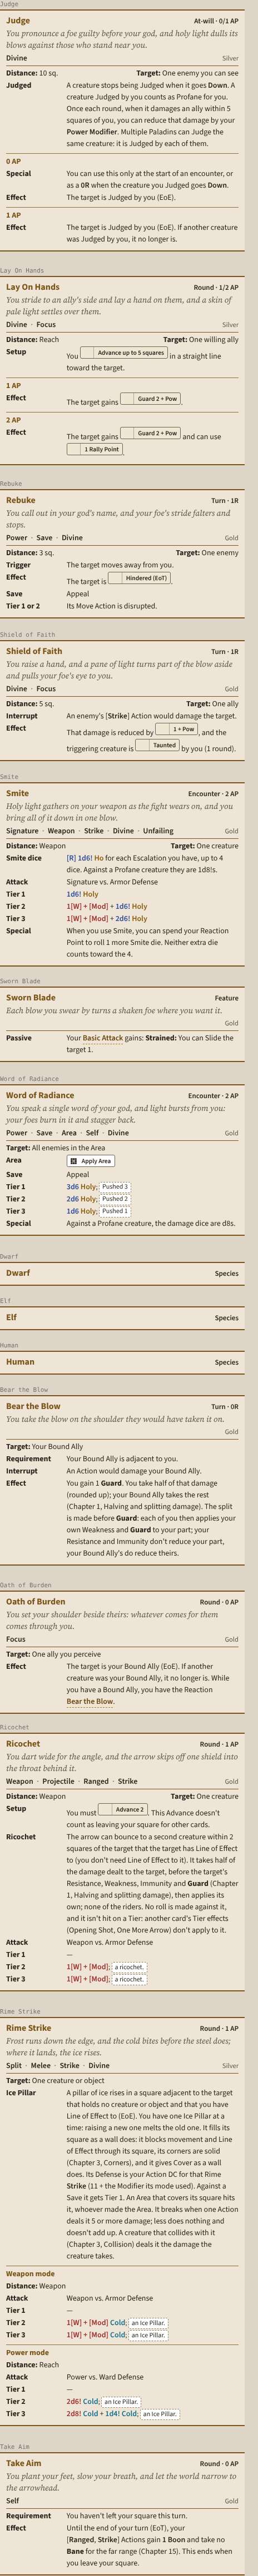 Judge
Judge At-will · 0/1 AP
You pronounce a foe guilty before your god, and holy light dulls its
blows against those who stand near you.
Divine Silver
Distance: 10 sq. Target: One enemy you can see
Judged A creature stops being Judged when it goes Down. A
creature Judged by you counts as Profane for you.
Once each round, when it damages an ally within 5
squares of you, you can reduce that damage by your
Power Modifier. Multiple Paladins can Judge the
same creature: it is Judged by each of them.
0 AP
Special You can use this only at the start of an encounter, or
as a 0R when the creature you Judged goes Down.
Effect The target is Judged by you (EoE).
1 AP
Effect The target is Judged by you (EoE). If another creature
was Judged by you, it no longer is.
Lay On Hands
Lay On Hands Round · 1/2 AP
You stride to an ally's side and lay a hand on them, and a skin of
pale light settles over them.
Divine · Focus Silver
Distance: Reach Target: One willing ally
Setup You Advance up to 5 squares in a straight line
toward the target.
1 AP
Effect The target gains Guard 2 + Pow.
2 AP
Effect The target gains Guard 2 + Pow and can use
1 Rally Point.
Rebuke
Rebuke Turn · 1R
You call out in your god's name, and your foe's stride falters and
stops.
Power · Save · Divine Gold
Distance: 3 sq. Target: One enemy
Trigger The target moves away from you.
Effect The target is Hindered (EoT).
Save Appeal
Tier 1 or 2 Its Move Action is disrupted.
Shield of Faith
Shield of Faith Turn · 1R
You raise a hand, and a pane of light turns part of the blow aside
and pulls your foe's eye to you.
Divine · Focus Gold
Distance: 5 sq. Target: One ally
Interrupt An enemy's [Strike] Action would damage the target.
Effect That damage is reduced by 1 + Pow, and the
triggering creature is Taunted by you (1 round).
Smite
Smite Encounter · 2 AP
Holy light gathers on your weapon as the fight wears on, and you
bring all of it down in one blow.
Signature · Weapon · Strike · Divine · Unfailing Gold
Distance: Weapon Target: One creature
Smite dice [R] 1d6! Ho for each Escalation you have, up to 4
dice. Against a Profane creature they are 1d8!s.
Attack Signature vs. Armor Defense
Tier 1 1d6! Holy
Tier 2 1[W] + [Mod] + 1d6! Holy
Tier 3 1[W] + [Mod] + 2d6! Holy
Special When you use Smite, you can spend your Reaction
Point to roll 1 more Smite die. Neither extra die
counts toward the 4.
Sworn Blade
Sworn Blade Feature
Each blow you swear by turns a shaken foe where you want it.
Gold
Passive Your Basic Attack gains: Strained: You can Slide the
target 1.
Word of Radiance
Word of Radiance Encounter · 2 AP
You speak a single word of your god, and light bursts from you:
your foes burn in it and stagger back.
Power · Save · Area · Self · Divine Gold
Target: All enemies in the Area
Area Apply Area
Save Appeal
Tier 1 3d6 Holy; Pushed 3
Tier 2 2d6 Holy; Pushed 2
Tier 3 1d6 Holy; Pushed 1
Special Against a Profane creature, the damage dice are d8s.
Dwarf
Dwarf Species
Elf
Elf Species
Human
Human Species
Bear the Blow
Bear the Blow Turn · 0R
You take the blow on the shoulder they would have taken it on.
Gold
Target: Your Bound Ally
Requirement Your Bound Ally is adjacent to you.
Interrupt An Action would damage your Bound Ally.
Effect You gain 1 Guard. You take half of that damage
(rounded up); your Bound Ally takes the rest
(Chapter 1, Halving and splitting damage). The split
is made before Guard: each of you then applies your
own Weakness and Guard to your part; your
Resistance and Immunity don't reduce your part,
your Bound Ally's do reduce theirs.
Oath of Burden
Oath of Burden Round · 0 AP
You set your shoulder beside theirs: whatever comes for them
comes through you.
Focus Gold
Target: One ally you perceive
Effect The target is your Bound Ally (EoE). If another
creature was your Bound Ally, it no longer is. While
you have a Bound Ally, you have the Reaction
Bear the Blow.
Ricochet
Ricochet Round · 1 AP
You dart wide for the angle, and the arrow skips off one shield into
the throat behind it.
Weapon · Projectile · Ranged · Strike Gold
Distance: Weapon Target: One creature
Setup You must Advance 2. This Advance doesn't
count as leaving your square for other cards.
Ricochet The arrow can bounce to a second creature within 2
squares of the target that the target has Line of Effect
to (you don't need Line of Effect to it). It takes half of
the damage dealt to the target, before the target's
Resistance, Weakness, Immunity and Guard (Chapter
1, Halving and splitting damage), then applies its
own; none of the riders. No roll is made against it,
and it isn't hit on a Tier: another card's Tier effects
(Opening Shot, One More Arrow) don't apply to it.
Attack Weapon vs. Armor Defense
Tier 1 —
Tier 2 1[W] + [Mod]; a ricochet.
Tier 3 1[W] + [Mod]; a ricochet.
Rime Strike
Rime Strike Round · 1 AP
Frost runs down the edge, and the cold bites before the steel does;
where it lands, the ice rises.
Split · Melee · Strike · Divine Silver
Target: One creature or object
Ice Pillar A pillar of ice rises in a square adjacent to the target
that holds no creature or object and that you have
Line of Effect to (EoE). You have one Ice Pillar at a
time: raising a new one melts the old one. It fills its
square as a wall does: it blocks movement and Line
of Effect through its square, its corners are solid
(Chapter 3, Corners), and it gives Cover as a wall
does. Its Defense is your Action DC for that Rime
Strike (11 + the Modifier its mode used). Against a
Save it gets Tier 1. An Area that covers its square hits
it, whoever made the Area. It breaks when one Action
deals it 5 or more damage; less does nothing and
doesn't add up. A creature that collides with it
(Chapter 3, Collision) deals it the damage the
creature takes.
Weapon mode
Distance: Weapon
Attack Weapon vs. Armor Defense
Tier 1 —
Tier 2 1[W] + [Mod] Cold; an Ice Pillar.
Tier 3 1[W] + [Mod] Cold; an Ice Pillar.
Power mode
Distance: Reach
Attack Power vs. Ward Defense
Tier 1 —
Tier 2 2d6! Cold; an Ice Pillar.
Tier 3 2d8! Cold + 1d4! Cold; an Ice Pillar.
Take Aim
Take Aim Round · 0 AP
You plant your feet, slow your breath, and let the world narrow to
the arrowhead.
Self Gold
Requirement You haven't left your square this turn.
Effect Until the end of your turn (EoT), your
[Ranged, Strike] Actions gain 1 Boon and take no
Bane for the far range (Chapter 15). This ends when
you leave your square.